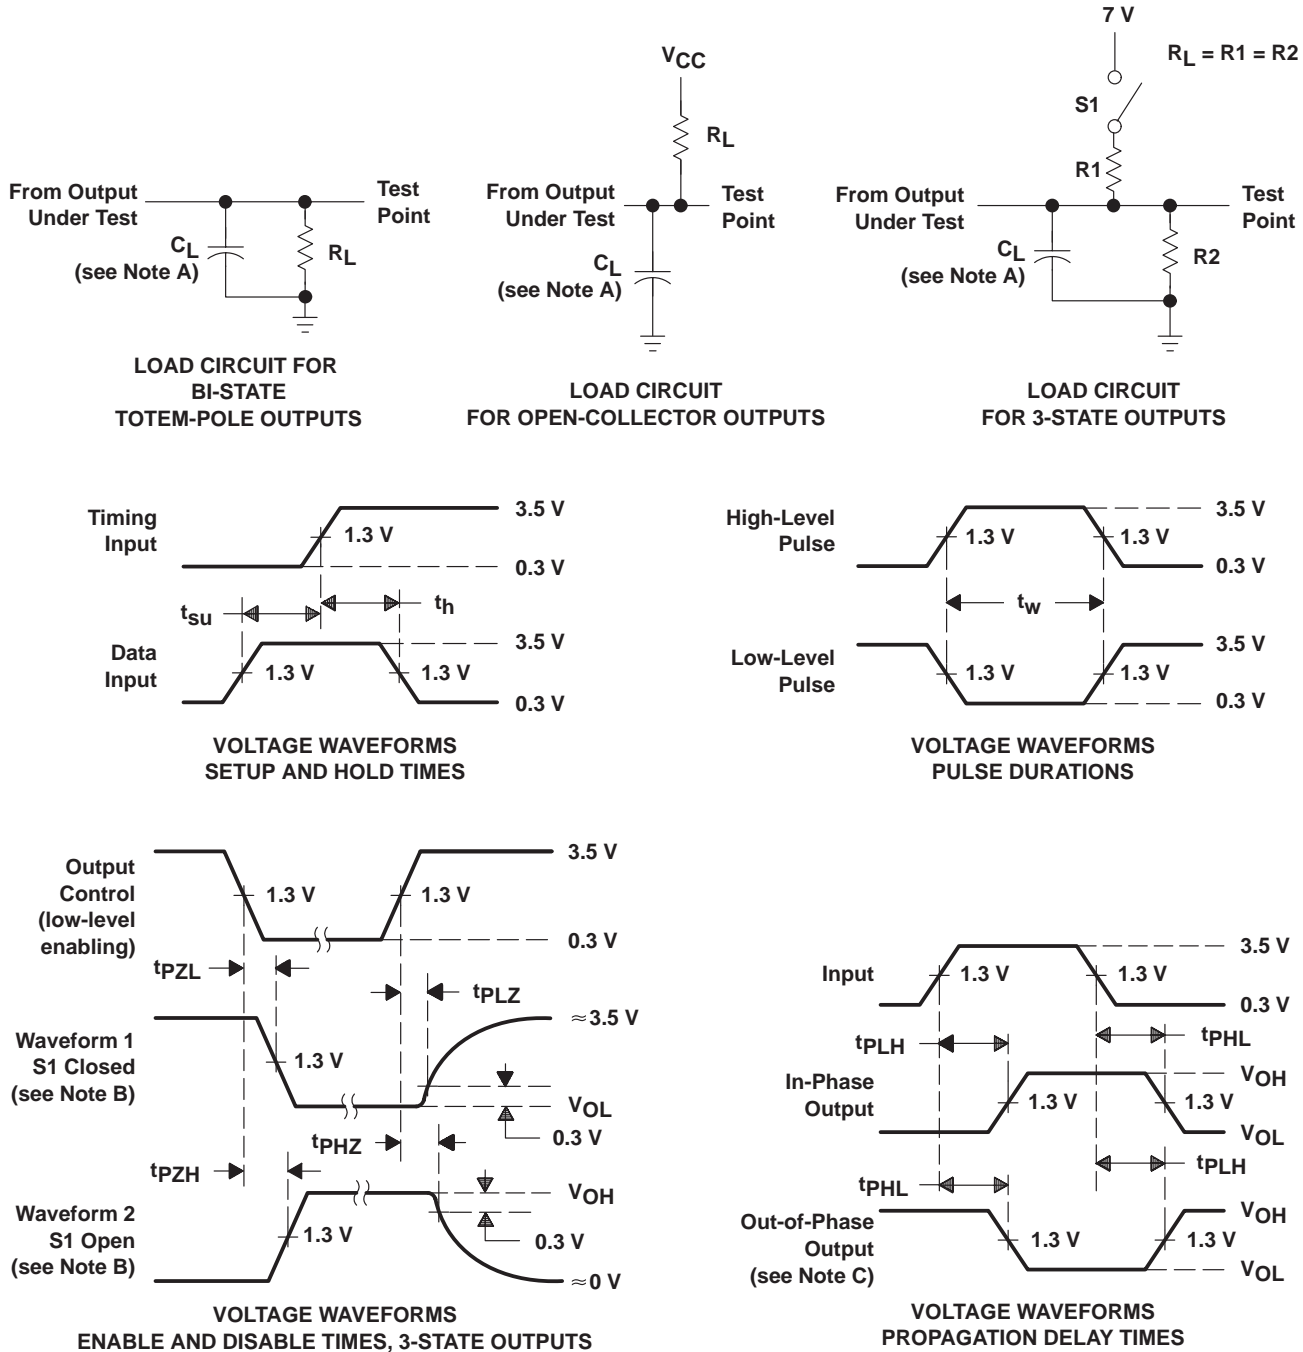 From Output
Under Test
Test
Point
CL
(see Note A)
RL
LOAD CIRCUIT FOR
BI-STATE
TOTEM-POLE OUTPUTS
VCC
RL
From Output
Under Test
Test
Point
CL
(see Note A)
LOAD CIRCUIT
FOR OPEN-COLLECTOR OUTPUTS
7 V
RL = R1 = R2
S1
R1
From Output
Under Test
Test
Point
CL
(see Note A)
R2
LOAD CIRCUIT
FOR 3-STATE OUTPUTS
Timing
Input
3.5 V
1.3 V
0.3 V
tsu
th
Data
Input
3.5 V
1.3 V
1.3 V
0.3 V
VOLTAGE WAVEFORMS
SETUP AND HOLD TIMES
High-Level
Pulse
3.5 V
1.3 V
1.3 V
0.3 V
tw
Low-Level
Pulse
3.5 V
1.3 V
1.3 V
0.3 V
VOLTAGE WAVEFORMS
PULSE DURATIONS
Output
Control
(low-level
enabling)
3.5 V
1.3 V
1.3 V
0.3 V
tPZL
tPLZ
Waveform 1
S1 Closed
(see Note B)
≈3.5 V
1.3 V
VOL
0.3 V
tPHZ
tPZH
Waveform 2
S1 Open
(see Note B)
VOH
1.3 V
0.3 V
≈0 V
VOLTAGE WAVEFORMS
ENABLE AND DISABLE TIMES, 3-STATE OUTPUTS
Input
3.5 V
1.3 V
1.3 V
0.3 V
tPLH
tPHL
In-Phase
Output
VOH
1.3 V
1.3 V
VOL
tPHL
tPLH
Out-of-Phase
Output
(see Note C)
VOH
1.3 V
1.3 V
VOL
VOLTAGE WAVEFORMS
PROPAGATION DELAY TIMES